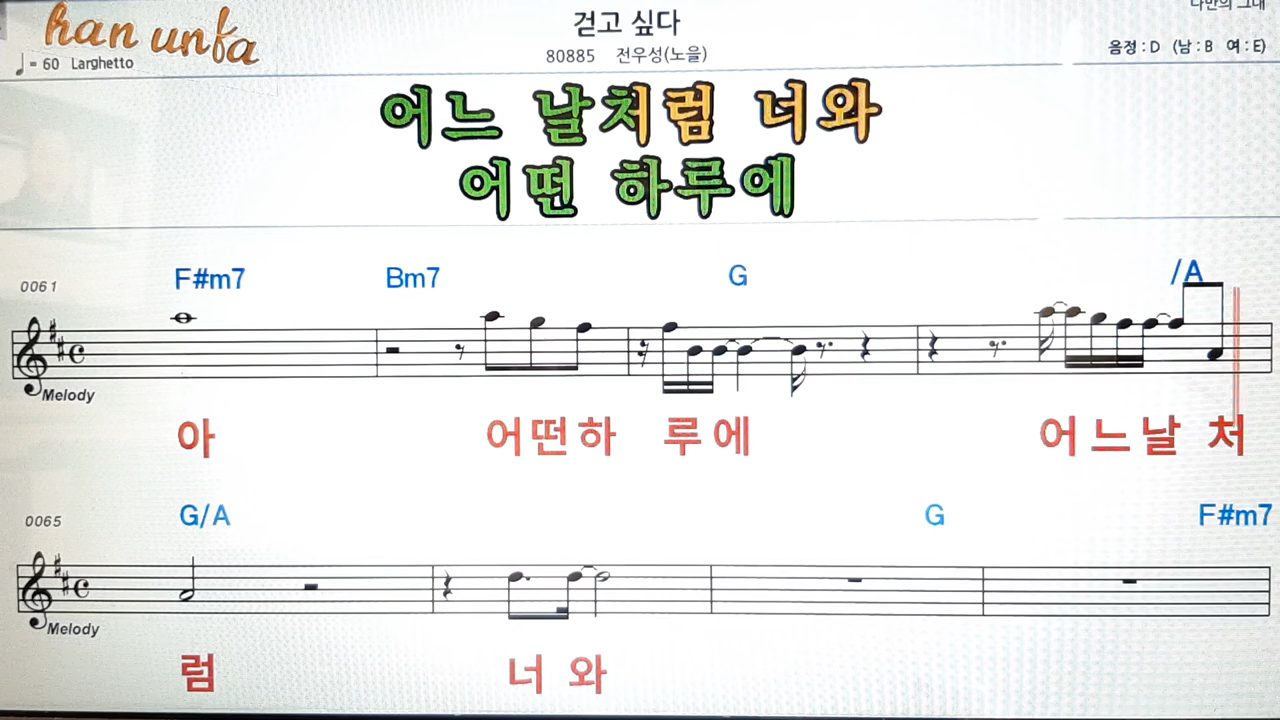 han unfa
걷고 싶다
다만의 그대
♩= 60 Larghetto
80885 전우성(노을)
음정 : D (남 : B 여 : E)
어느 날처럼 너와
어떤 하루에
0061 F#m7 Bm7 G /A
Melody
아 어떤하 루에 어느날 처
0065 G/A G F#m7
Melody
럼 너 와